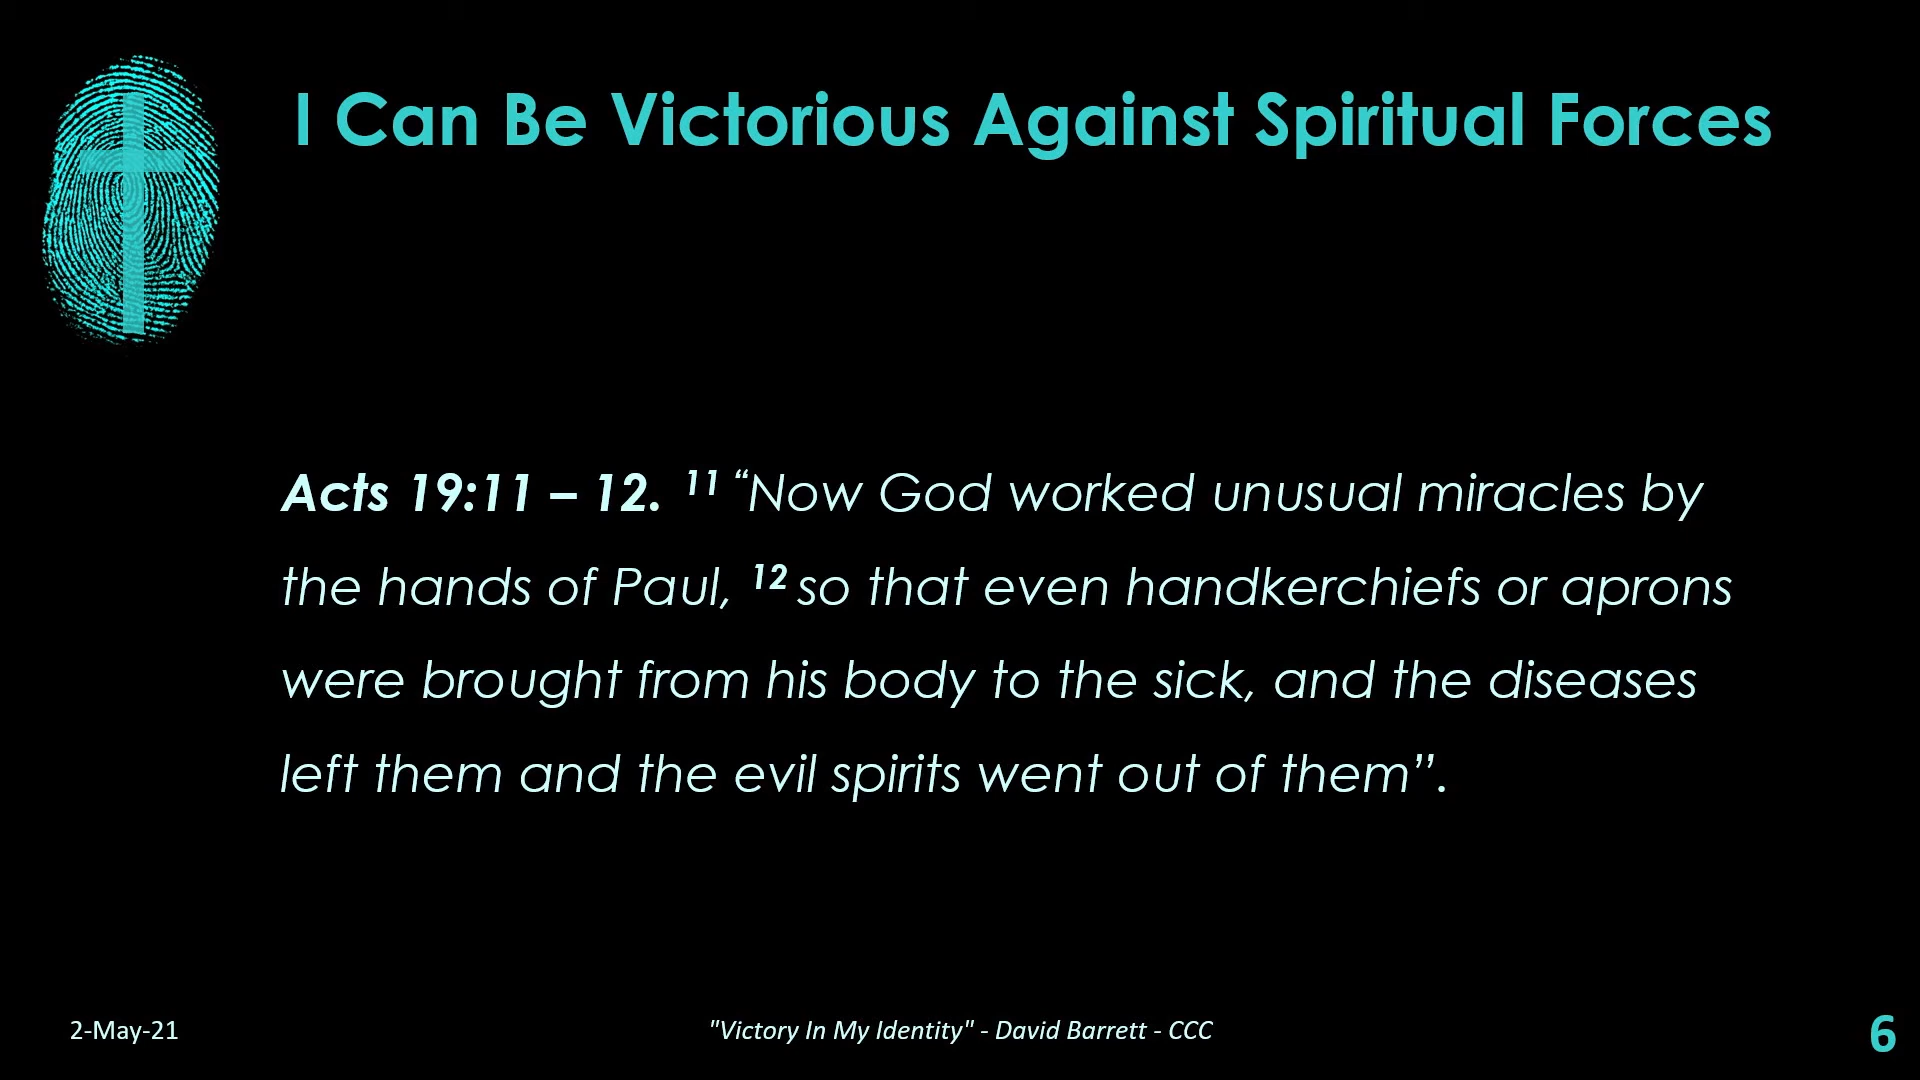 I Can Be Victorious Against Spiritual Forces
Acts 19:11 – 12. 11 “Now God worked unusual miracles by
the hands of Paul, 12 so that even handkerchiefs or aprons
were brought from his body to the sick, and the diseases
left them and the evil spirits went out of them”.
2-May-21
"Victory In My Identity" - David Barrett - CCC
6